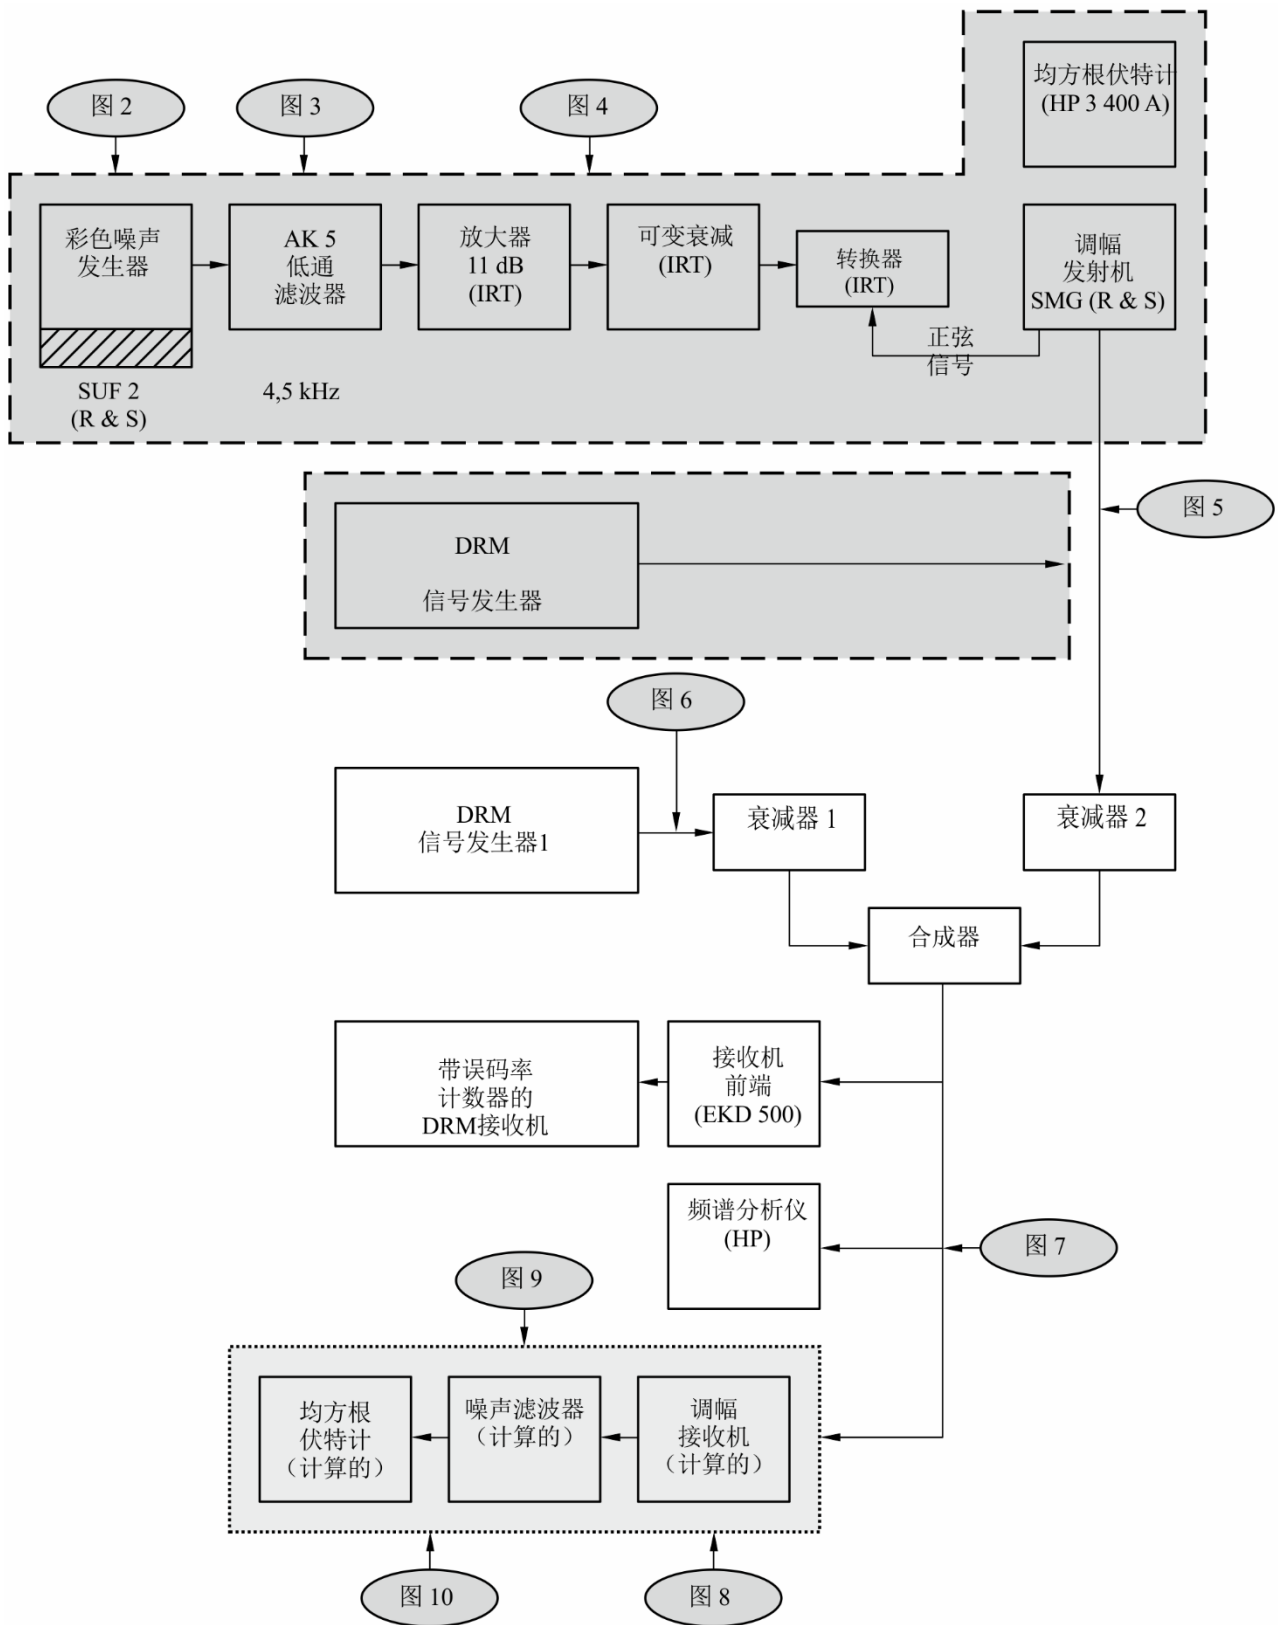 均方根伏特计
(HP 3 400 A)
图 2
图 3
图 4
彩色噪声
发生器
AK 5
低通
滤波器
放大器
11 dB
(IRT)
可变衰减
(IRT)
转换器
(IRT)
调幅
发射机
SMG (R & S)
正弦
信号
SUF 2
(R & S)
4,5 kHz
图 5
DRM
信号发生器
图 6
DRM
信号发生器1
衰减器 1
衰减器 2
合成器
带误码率
计数器的
DRM接收机
接收机
前端
(EKD 500)
频谱分析仪
(HP)
图 7
图 9
均方根
伏特计
（计算的）
噪声滤波器
（计算的）
调幅
接收机
（计算的）
图 10
图 8